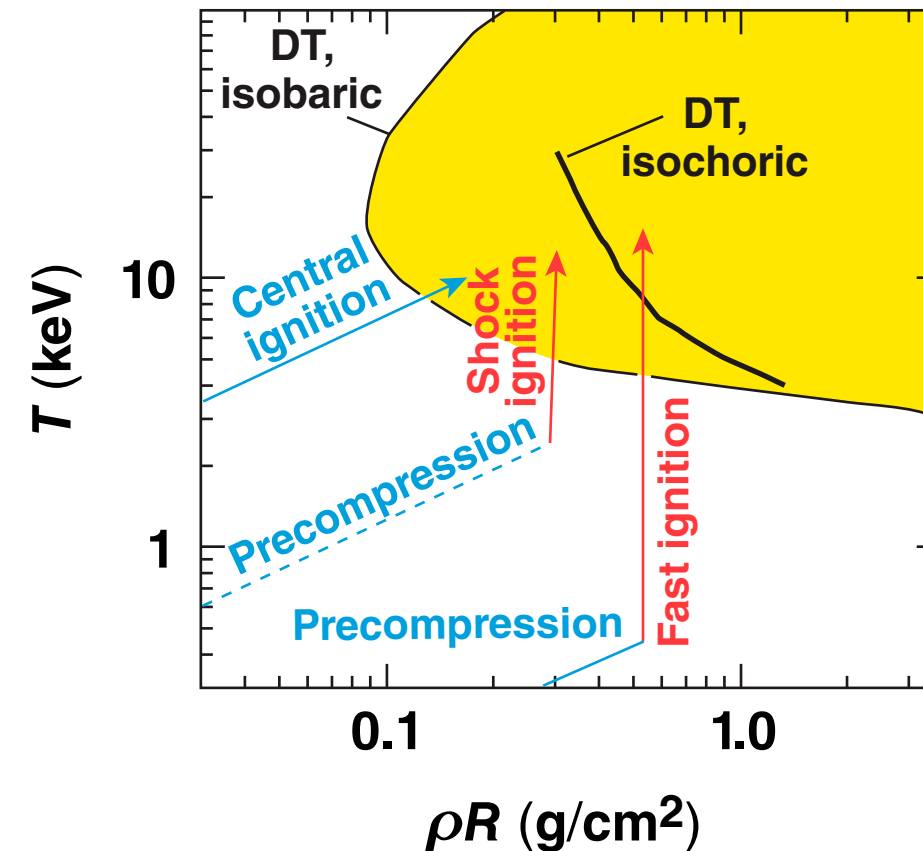 DT,
isobaric
DT,
isochoric
Central
ignition
Shock
ignition
Precompression
Fast ignition
Precompression
T (keV)
10
1
0.1
1.0
ρR (g/cm²)